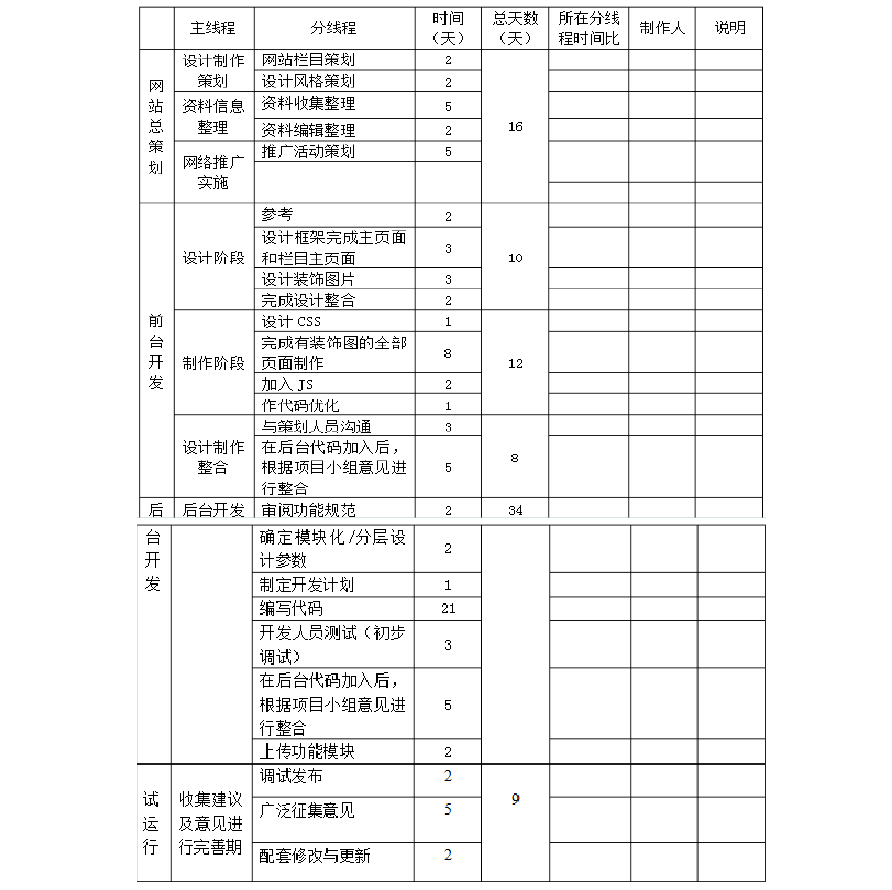 主线程 分线程 时间（天） 总天数（天） 所在分线程时间比 制作人 说明
网站总策划 设计制作策划 网站栏目策划 2 16
设计风格策划 2
资料信息整理 资料收集整理 5
资料编辑整理 2
网络推广实施 推广活动策划 5
前台开发 设计阶段 参考 2 10
设计框架完成主页面和栏目主页面 3
设计装饰图片 3
完成设计整合 2
制作阶段 设计 CSS 1 12
完成有装饰图的全部页面制作 8
加入 JS 2
作代码优化 1
设计制作整合 与策划人员沟通 3 8
在后台代码加入后，根据项目小组意见进行整合 5
后 后台开发 审阅功能规范 2 34
台开发 确定模块化/分层设计参数 2
制定开发计划 1
编写代码 21
开发人员测试（初步调试） 3
在后台代码加入后，根据项目小组意见进行整合 5
上传功能模块 2
试运行 收集建议及意见进行完善期 调试发布 2 9
广泛征集意见 5
配套修改与更新 2